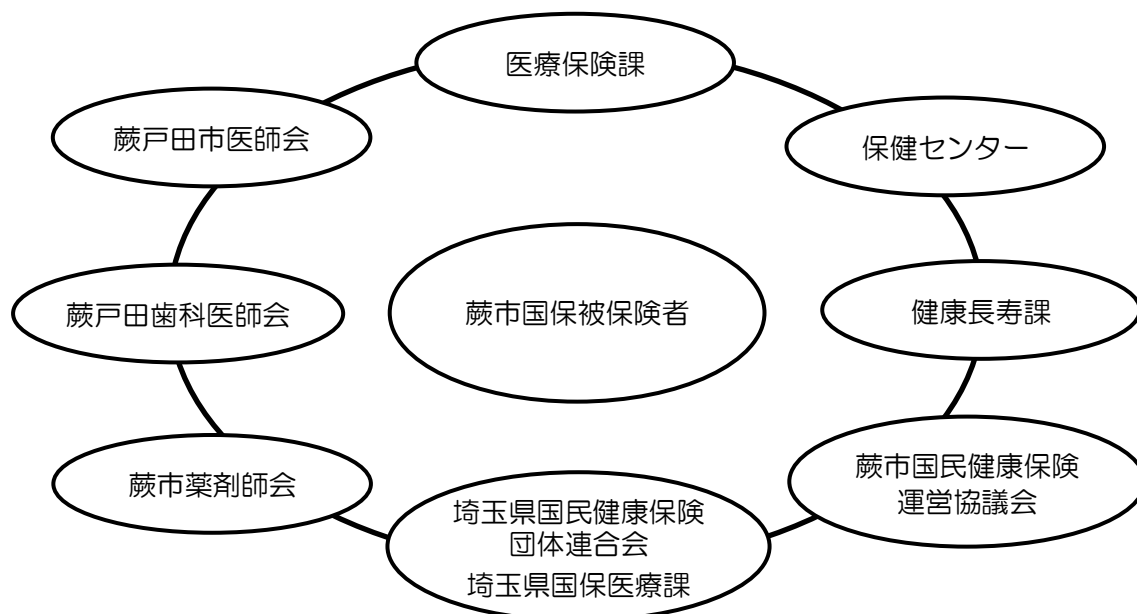 医療保険課
蕨戸田市医師会
保健センター
蕨戸田歯科医師会
蕨市国保被保険者
健康長寿課
蕨市薬剤師会
埼玉県国民健康保険
団体連合会
埼玉県国保医療課
蕨市国民健康保険
運営協議会